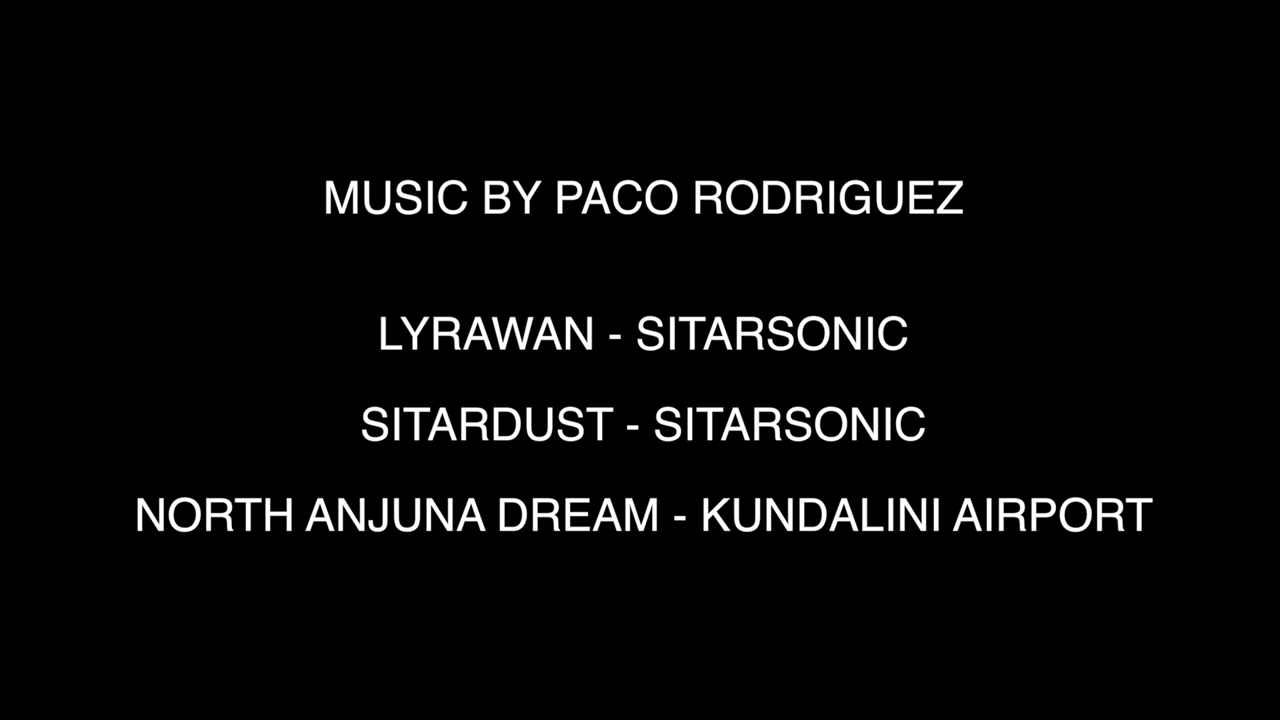 MUSIC BY PACO RODRIGUEZ
LYRAWAN - SITARSONIC
SITARDUST - SITARSONIC
NORTH ANJUNA DREAM - KUNDALINI AIRPORT